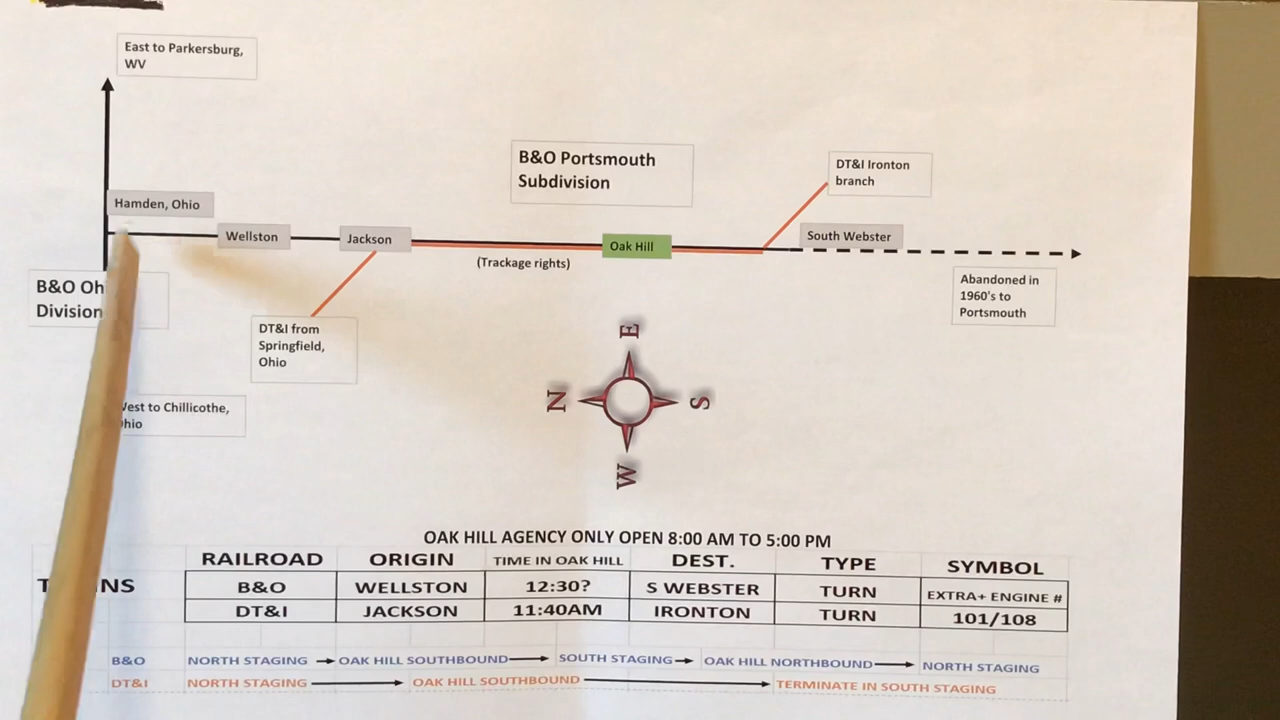 East to Parkersburg,
WV
B&O Portsmouth
Subdivision
DT&I Ironton
branch
Hamden, Ohio
Wellston
Jackson
Oak Hill
South Webster
(Trackage rights)
B&O Oh
Division
Abandoned in
1960's to
Portsmouth
DT&I from
Springfield,
Ohio
E
N
S
W
West to Chillicothe,
Ohio
OAK HILL AGENCY ONLY OPEN 8:00 AM TO 5:00 PM
RAILROAD ORIGIN TIME IN OAK HILL DEST. TYPE SYMBOL
B&O WELLSTON 12:30? S WEBSTER TURN EXTRA+ ENGINE #
DT&I JACKSON 11:40AM IRONTON TURN 101/108
B&O NORTH STAGING OAK HILL SOUTHBOUND SOUTH STAGING OAK HILL NORTHBOUND NORTH STAGING
DT&I NORTH STAGING OAK HILL SOUTHBOUND TERMINATE IN SOUTH STAGING